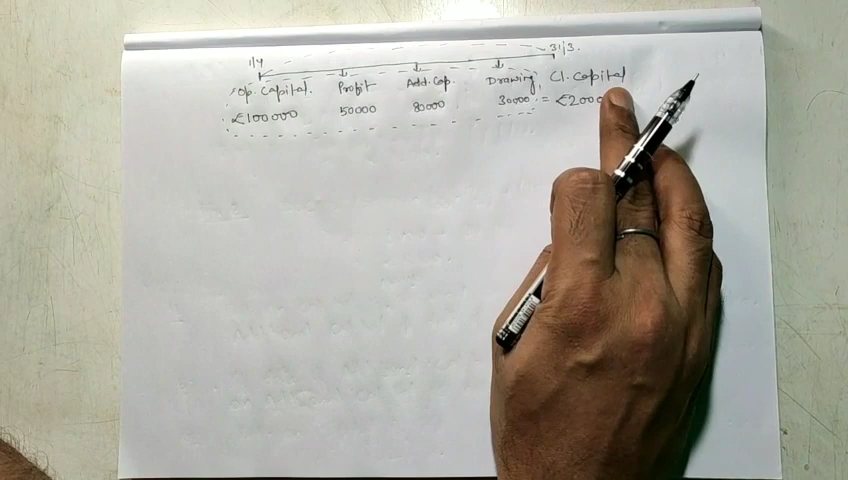 1/4 31/3.
Op. Capital. Profit Add. Cap. Drawing Cl. Capital
₹100000 50000 80000 30000 = ₹2000